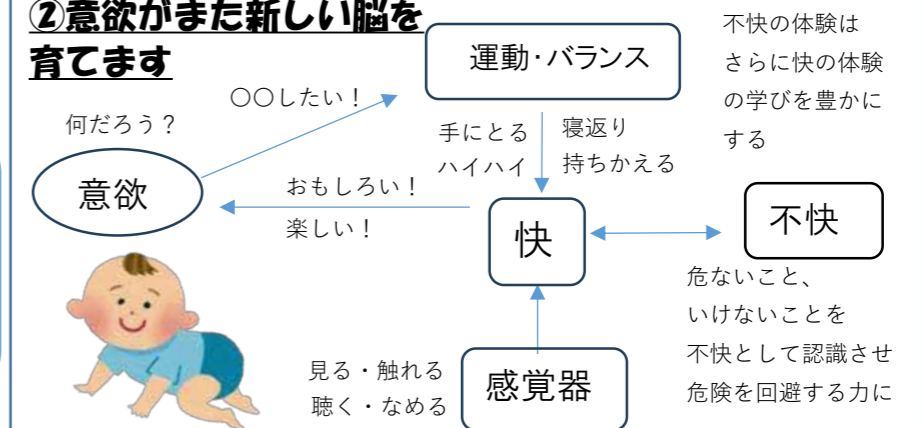 ②意欲がまた新しい脳を
育てます
何だろう？
〇〇したい！
意欲
運動・バランス
手にとる
ハイハイ
寝返り
持ちかえる
おもしろい！
楽しい！
快
不快
不快の体験は
さらに快の体験
の学びを豊かに
する
危ないこと、
いけないことを
不快として認識させ
危険を回避する力に
見る・触れる
聴く・なめる
感覚器